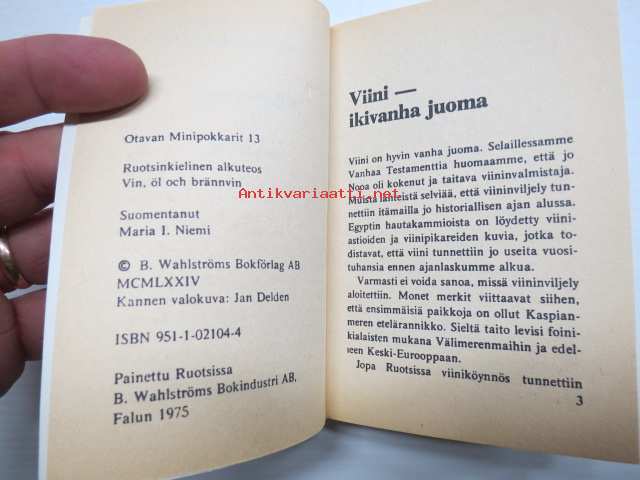 Otavan Minipokkarit 13
Ruotsinkielinen alkuteos
Vin, öl och brännvin
Suomentanut
Maria I. Niemi
© B. Wahlströms Bokförlag AB
MCMLXXIV
Kannen valokuva: Jan Delden
ISBN 951-1-02104-4
Painettu Ruotsissa
B. Wahlströms Bokindustri AB,
Falun 1975
Viini —
ikivanha juoma
Viini on hyvin vanha juoma. Selaillessamme
Vanhaa Testamenttia huomaamme, että jo
Nooa oli kokenut ja taitava viininvalmistaja.
Muista lähteistä selviää, että viininviljely tun-
nettiin itämailla jo historiallisen ajan alussa.
Egyptin hautakammioista on löydetty viini-
astioiden ja viinipikareiden kuvia, jotka to-
distavat, että viini tunnettiin jo useita vuosi-
tuhansia ennen ajanlaskumme alkua.
Varmasti ei voida sanoa, missä viininviljely
aloitettiin. Monet merkit viittaavat siihen,
että ensimmäisiä paikkoja on ollut Kaspian-
meren etelärannikko. Sieltä taito levisi foini-
kialaisten mukana Välimerenmaihin ja edel-
leen Keski-Eurooppaan.
Jopa Ruotsissa viiniköynnös tunnettiin
3
Antikvariaatti.net